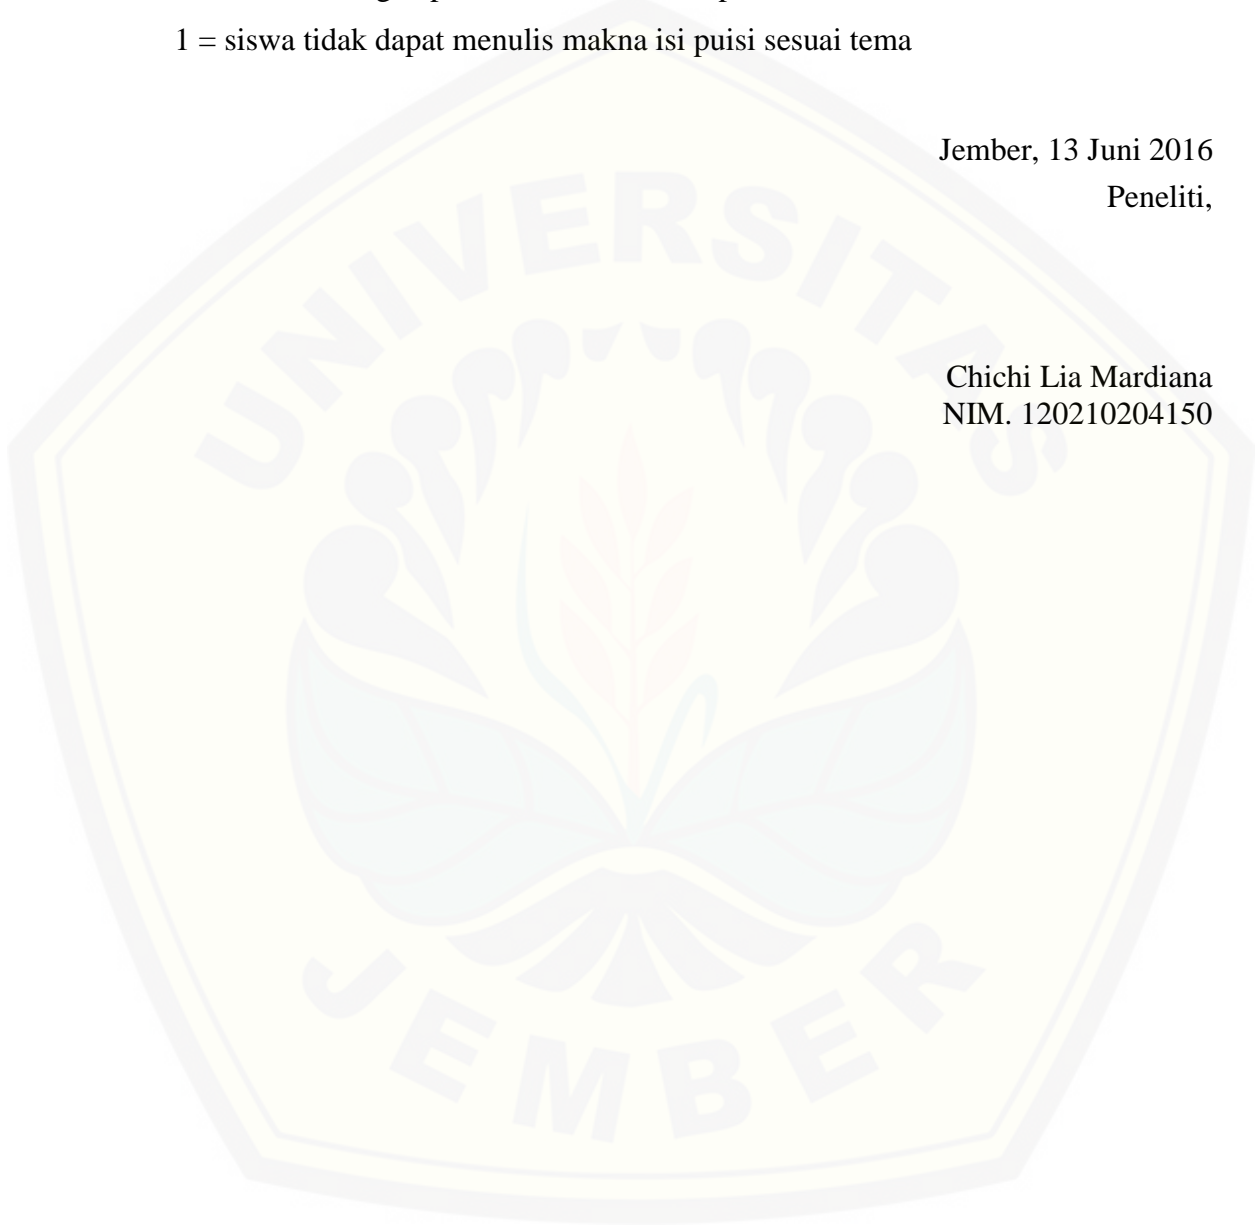 1 = siswa tidak dapat menulis makna isi puisi sesuai tema
Jember, 13 Juni 2016
Peneliti,
Chichi Lia Mardiana
NIM. 120210204150
UNIVERSITAS
JEMBER